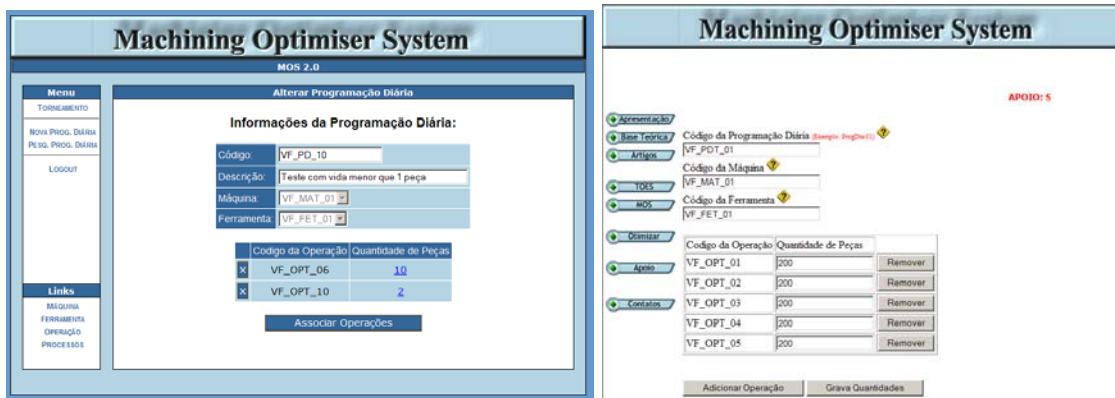 Machining Optimiser System
MOS 2.0
Menu
TORNEAMENTO
NOVA PROG. DIÁRIA
PESQ. PROG. DIÁRIA
LOGOUT
Links
MÁQUINA
FERRAMENTA
OPERAÇÃO
PROCESSOS
Alterar Programação Diária
Informações da Programação Diária:
Código: VF_PD_10
Descrição: Teste com vida menor que 1 peça
Máquina: VF_MAT_01
Ferramenta: VF_FET_01
Codigo da Operação Quantidade de Peças
X VF_OPT_06 10
X VF_OPT_10 2
Associar Operações
Machining Optimiser System
APOIO: S
Apresentação
Base Teórica
Artigos
TOES
MOS
Otimizar
Apoio
Contatos
Código da Programação Diária (Exemplo: ProgDia01) ?
VF_PDT_01
Código da Máquina ?
VF_MAT_01
Código da Ferramenta ?
VF_FET_01
Codigo da Operação Quantidade de Peças
VF_OPT_01 200 Remover
VF_OPT_02 200 Remover
VF_OPT_03 200 Remover
VF_OPT_04 200 Remover
VF_OPT_05 200 Remover
Adicionar Operação Grava Quantidades